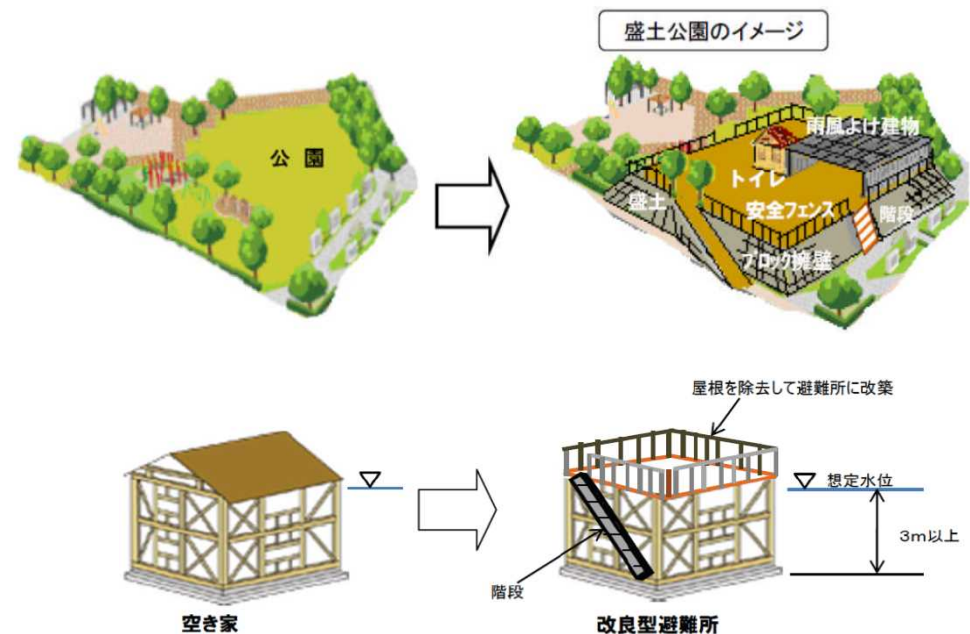 盛土公園のイメージ
公園
雨風よけ建物
トイレ
盛土
安全フェンス
階段
ブロック擁壁
屋根を除去して避難所に改築
想定水位
3m以上
階段
空き家
改良型避難所